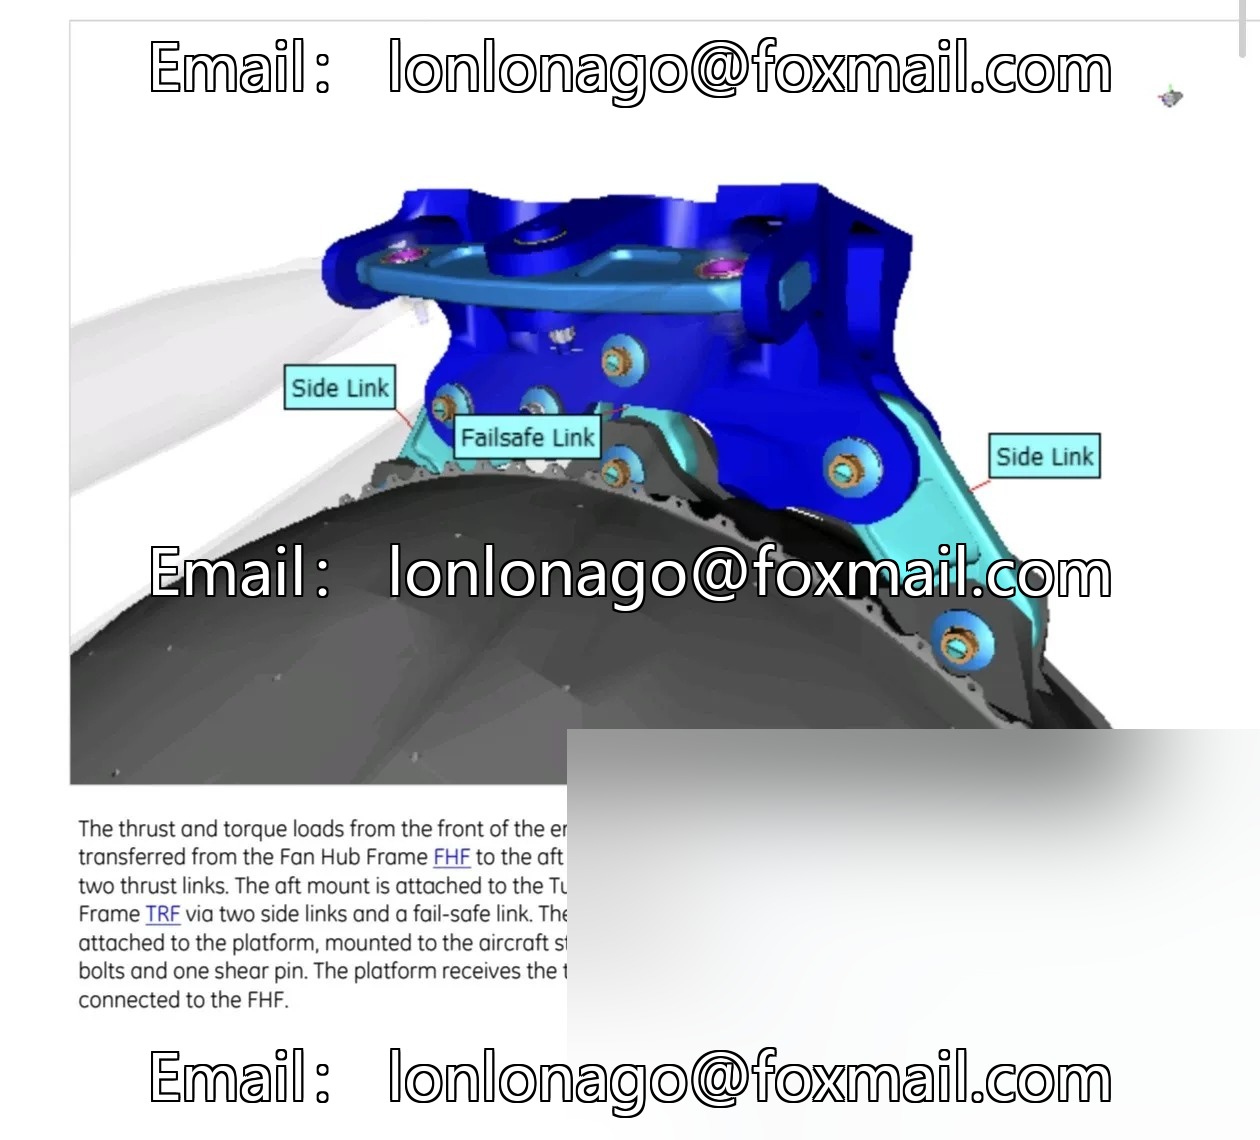 Email： lonlonago@foxmail.com
Side Link
Failsafe Link
Side Link
Email： lonlonago@foxmail.com
The thrust and torque loads from the front of the
transferred from the Fan Hub Frame FHF to the aft
two thrust links. The aft mount is attached to the
Frame TRF via two side links and a fail-safe link.
attached to the platform, mounted to the aircraft
bolts and one shear pin. The platform receives the
connected to the FHF.
Email： lonlonago@foxmail.com